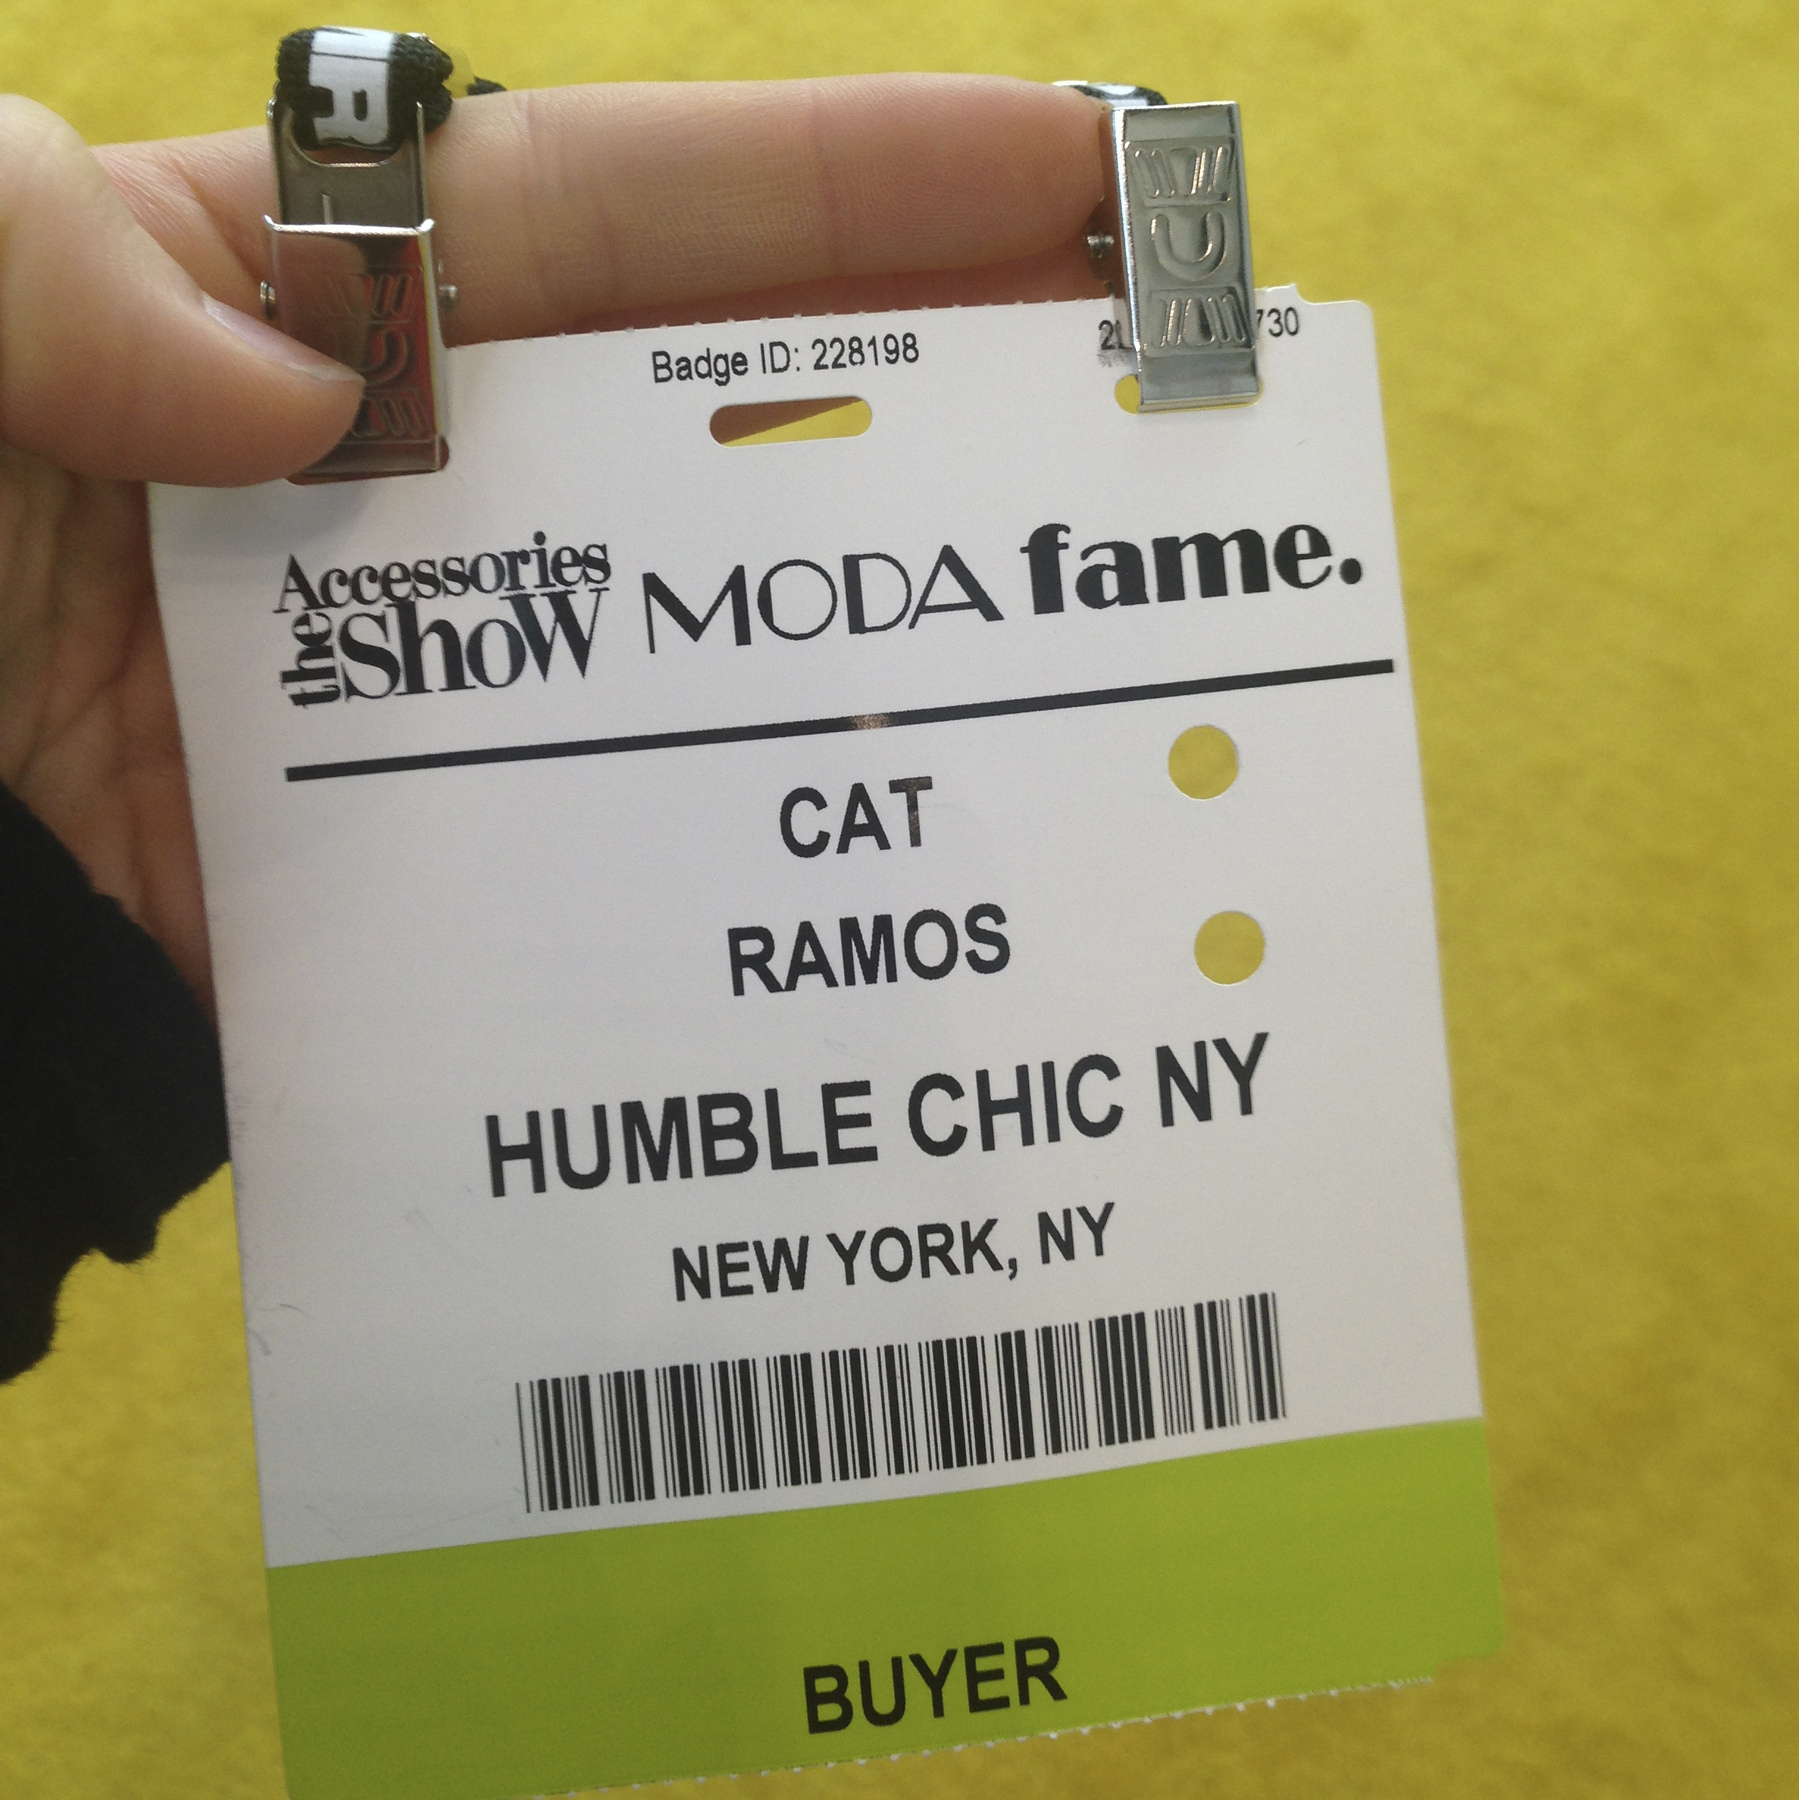 Badge ID: 228198
the Accessories Show
MODA
fame.
CAT
RAMOS
HUMBLE CHIC NY
NEW YORK, NY
BUYER